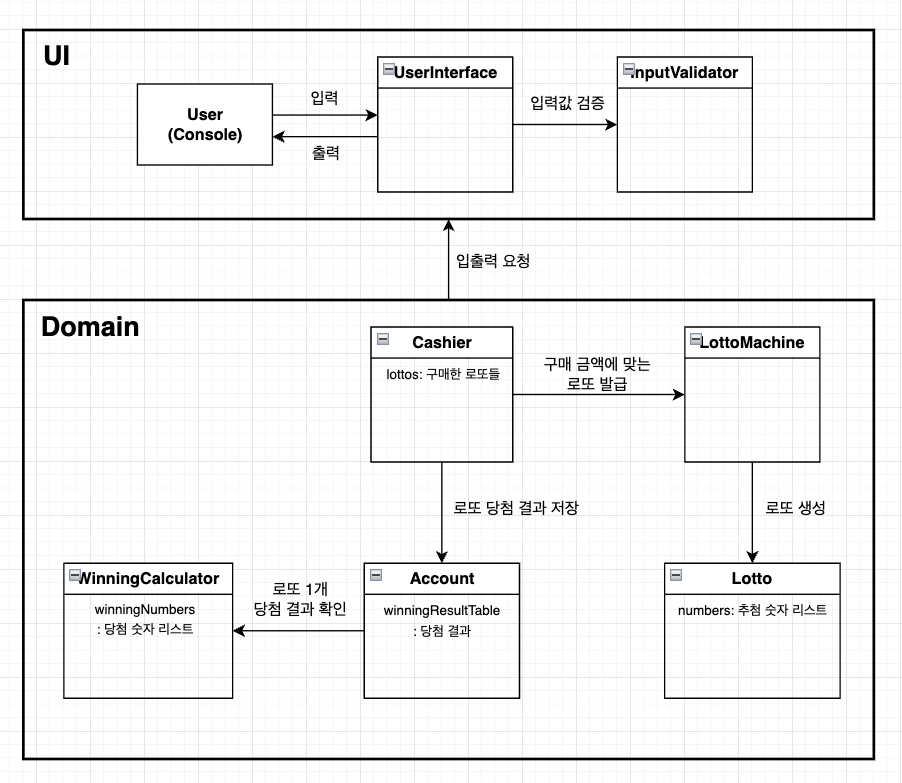 UI
User
(Console)
입력
출력
UserInterface
입력값 검증
InputValidator
입출력 요청
Domain
Cashier
lottos: 구매한 로또들
구매 금액에 맞는
로또 발급
LottoMachine
로또 당첨 결과 저장
로또 생성
WinningCalculator
winningNumbers
: 당첨 숫자 리스트
로또 1개
당첨 결과 확인
Account
winningResultTable
: 당첨 결과
Lotto
numbers: 추첨 숫자 리스트